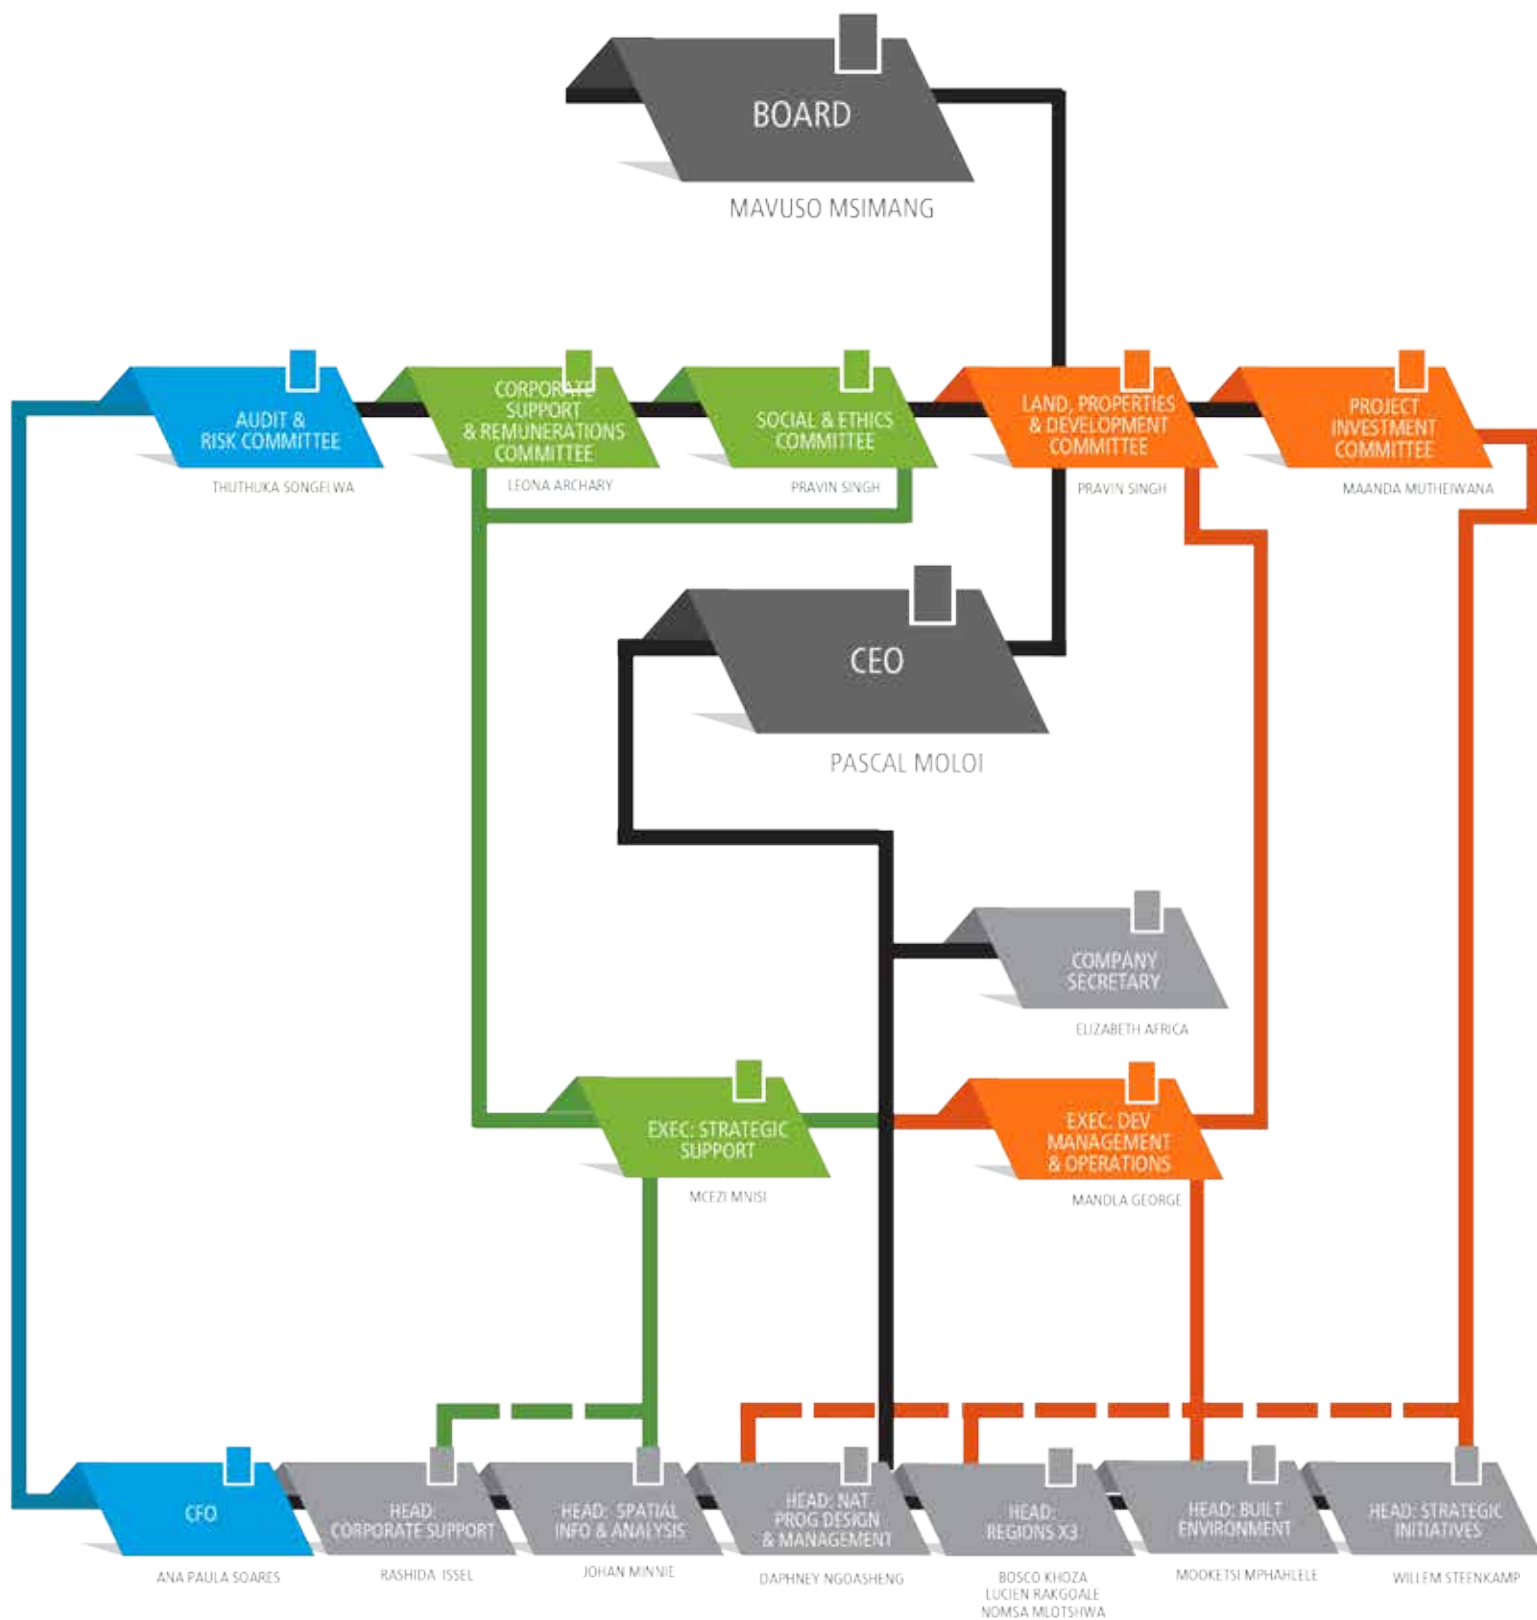 BOARD
MAVUSO MSIMANG
AUDIT &
RISK COMMITTEE
THUTHUKA SONGELWA
CORPORATE
SUPPORT
& REMUNERATIONS
COMMITTEE
LEONA ARCHARY
SOCIAL & ETHICS
COMMITTEE
PRAVIN SINGH
LAND, PROPERTIES
& DEVELOPMENT
COMMITTEE
PRAVIN SINGH
PROJECT
INVESTMENT
COMMITTEE
MAANDA MUTHEIWANA
CEO
PASCAL MOLOI
COMPANY
SECRETARY
ELIZABETH AFRICA
EXEC: STRATEGIC
SUPPORT
MCEZI MNISI
EXEC: DEV
MANAGEMENT
& OPERATIONS
MANDLA GEORGE
CFO
ANA PAULA SOARES
HEAD:
CORPORATE SUPPORT
RASHIDA ISSEL
HEAD: SPATIAL
INFO & ANALYSIS
JOHAN MINNIE
HEAD: NAT
PROG DESIGN
& MANAGEMENT
DAPHNEY NGOASHENG
HEAD:
REGIONS X3
BOSCO KHOZA
LUCIEN RAKGOALE
NOMSA MLOTSHWA
HEAD: BUILT
ENVIRONMENT
MOOKETSI MPHAHLELE
HEAD: STRATEGIC
INITIATIVES
WILLEM STEENKAMP